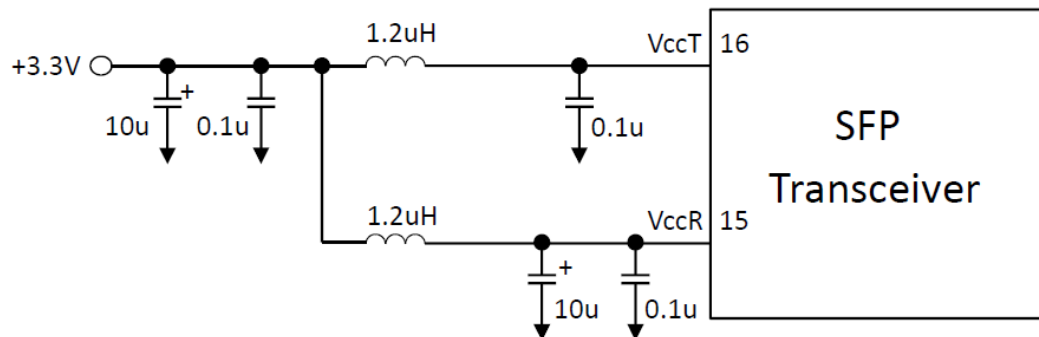 1.2uH
VccT 16
+3.3V
+
10u 0.1u
0.1u
SFP
Transceiver
1.2uH
VccR 15
+
10u 0.1u